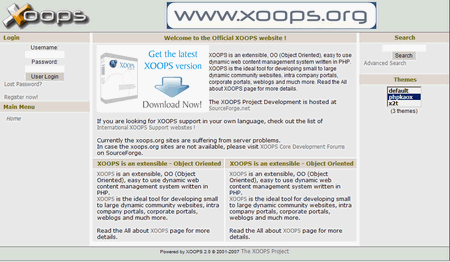 XOOPS
www.xoops.org
Login
Username:
Password:
User Login
Lost Password?
Register now!
Main Menu
Home
Welcome to the Official XOOPS website !
Get the latest
XOOPS version
Download Now!
XOOPS is an extensible, OO (Object Oriented), easy to use
dynamic web content management system written in PHP.
XOOPS is the ideal tool for developing small to large
dynamic community websites, intra company portals,
corporate portals, weblogs and much more. Read the All
about XOOPS page for more details.
The XOOPS Project Development is hosted at
SourceForge.net
If you are looking for XOOPS support in your own language, check out the list of
International XOOPS Support websites !
Currently the xoops.org sites are suffering from server problems.
In case the xoops.org sites are not available, please visit XOOPS Core Development Forums
on SourceForge.
XOOPS is an extensible - Object Oriented
XOOPS is an extensible, OO (Object
Oriented), easy to use dynamic web
content management system written in
PHP.
XOOPS is the ideal tool for developing small
to large dynamic community websites, intra
company portals, corporate portals,
weblogs and much more.
Read the All about XOOPS page for more
details.
XOOPS is an extensible - Object Oriented
XOOPS is an extensible, OO (Object
Oriented), easy to use dynamic web
content management system written in
PHP.
XOOPS is the ideal tool for developing small
to large dynamic community websites, intra
company portals, corporate portals,
weblogs and much more.
Read the All about XOOPS page for more
details.
Search
Search
Advanced Search
Themes
default
phpkaox
x2t
(3 themes)
Powered by XOOPS 2.0 © 2001-2007 The XOOPS Project